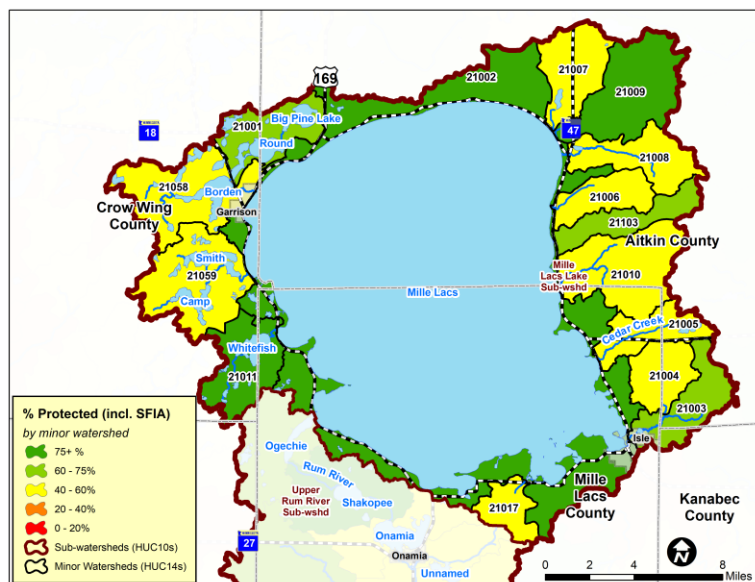 169
21002
21007
21009
47
18
21001
Big Pine Lake
Round
21008
21058
Borden
21006
Crow Wing
County
Garrison
21103
Aitkin County
Smith
21059
Mille
Lacs Lake
Sub-wshd
21010
Mille Lacs
Camp
Cedar Creek
21005
Whitefish
21011
21004
21003
Isle
% Protected (incl. SFIA)
by minor watershed
75+ %
60 - 75%
40 - 60%
20 - 40%
0 - 20%
Sub-watersheds (HUC10s)
Minor Watersheds (HUC14s)
Ogechie
Rum River
Upper
Rum River
Sub-wshd
Shakopee
21017
Mille
Lacs
County
Kanabec
County
27
Onamia
Onamia
Unnamed
N
0 2 4 8
Miles